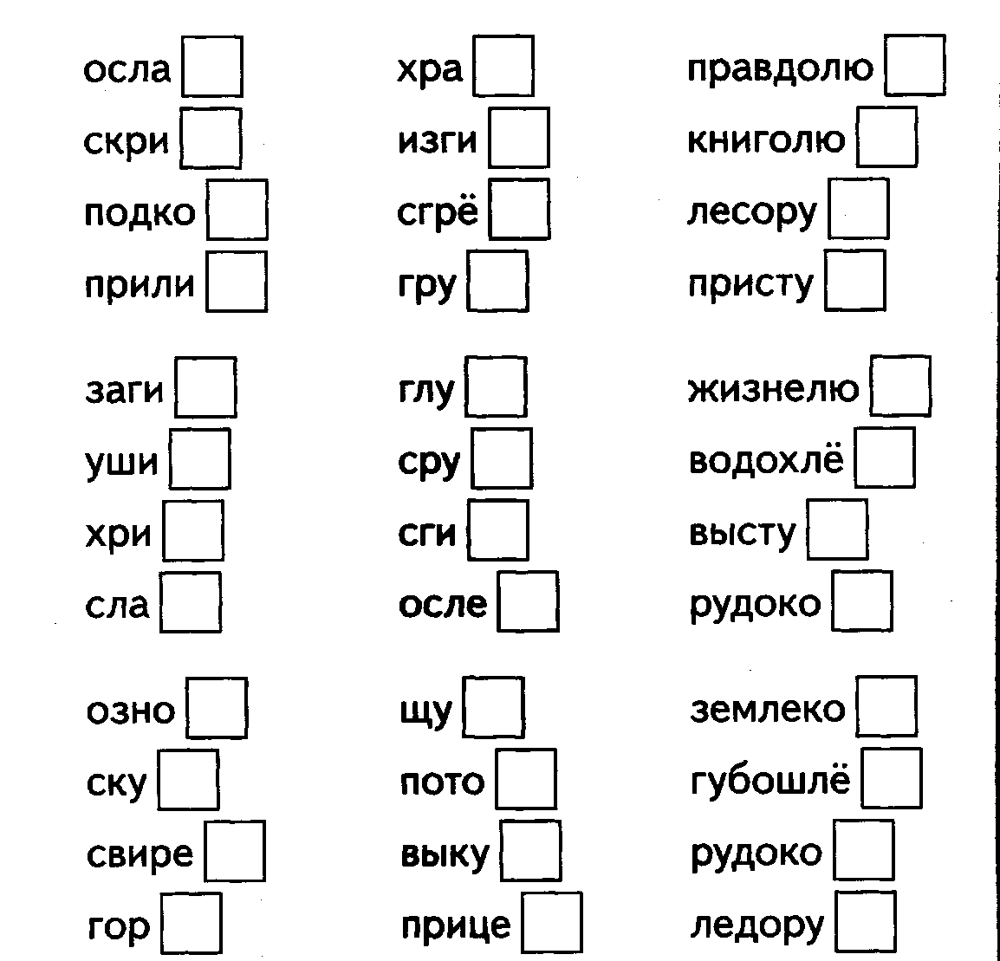 осла хра правдолю
скри изги книголю
подко сгрё лесору
прили гру присту
заги глу жизнелю
уши сру водохлё
хри сги высту
сла осле рудоко
озно щу землеко
ску пото губошлё
свире выку рудоко
гор прице ледору